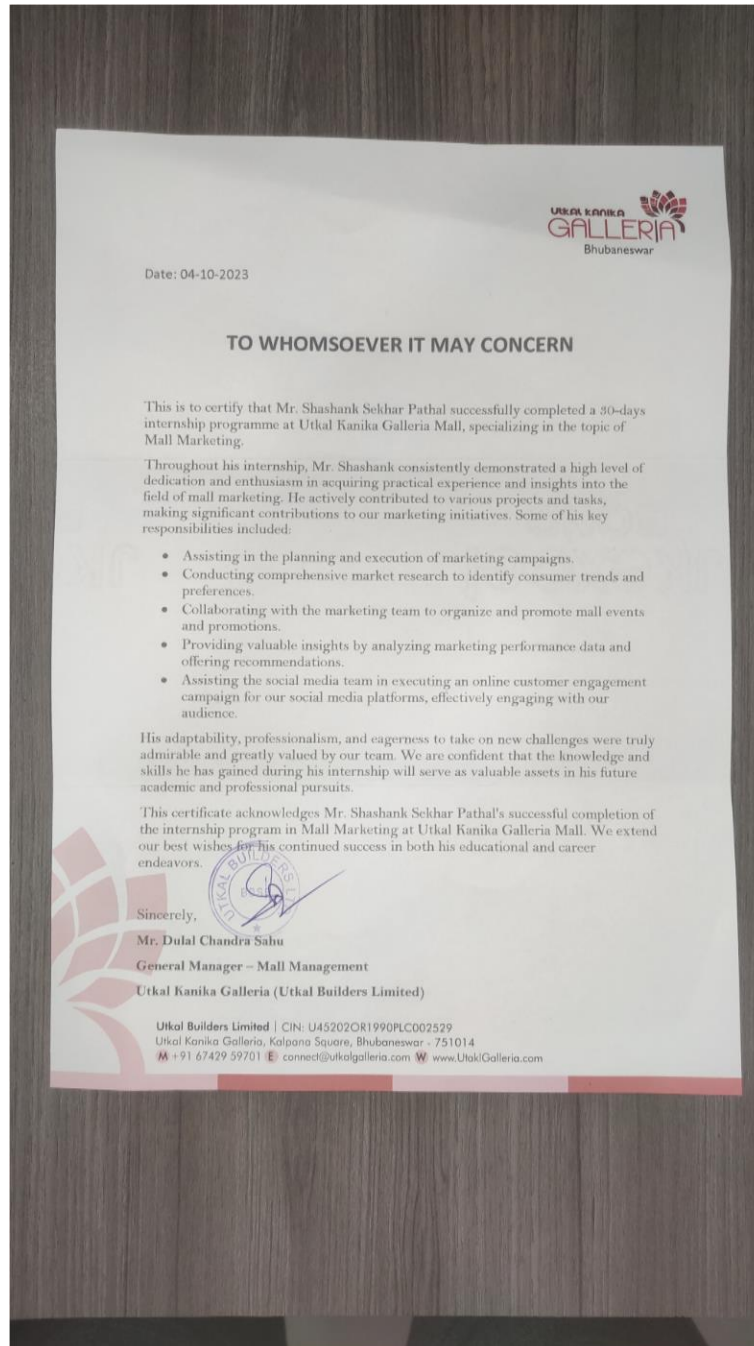 UTKAL KANIKA
GALLERIA
Bhubaneswar
Date: 04-10-2023
TO WHOMSOEVER IT MAY CONCERN
This is to certify that Mr. Shashank Sekhar Pathal successfully completed a 30-days
internship programme at Utkal Kanika Galleria Mall, specializing in the topic of
Mall Marketing.
Throughout his internship, Mr. Shashank consistently demonstrated a high level of
dedication and enthusiasm in acquiring practical experience and insights into the
field of mall marketing. He actively contributed to various projects and tasks,
making significant contributions to our marketing initiatives. Some of his key
responsibilities included:
• Assisting in the planning and execution of marketing campaigns.
• Conducting comprehensive market research to identify consumer trends and
preferences.
• Collaborating with the marketing team to organize and promote mall events
and promotions.
• Providing valuable insights by analyzing marketing performance data and
offering recommendations.
• Assisting the social media team in executing an online customer engagement
campaign for our social media platforms, effectively engaging with our
audience.
His adaptability, professionalism, and eagerness to take on new challenges were truly
admirable and greatly valued by our team. We are confident that the knowledge and
skills he has gained during his internship will serve as valuable assets in his future
academic and professional pursuits.
This certificate acknowledges Mr. Shashank Sekhar Pathal's successful completion of
the internship program in Mall Marketing at Utkal Kanika Galleria Mall. We extend
our best wishes for his continued success in both his educational and career
endeavors.
UTKAL BUILDERS
Sincerely,
Mr. Dulal Chandra Sahu
General Manager – Mall Management
Utkal Kanika Galleria (Utkal Builders Limited)
Utkal Builders Limited | CIN: U45202OR1990PLC002529
Utkal Kanika Galleria, Kalpana Square, Bhubaneswar - 751014
M +91 67429 59701 E connect@utkalgalleria.com W www.UtaklGalleria.com